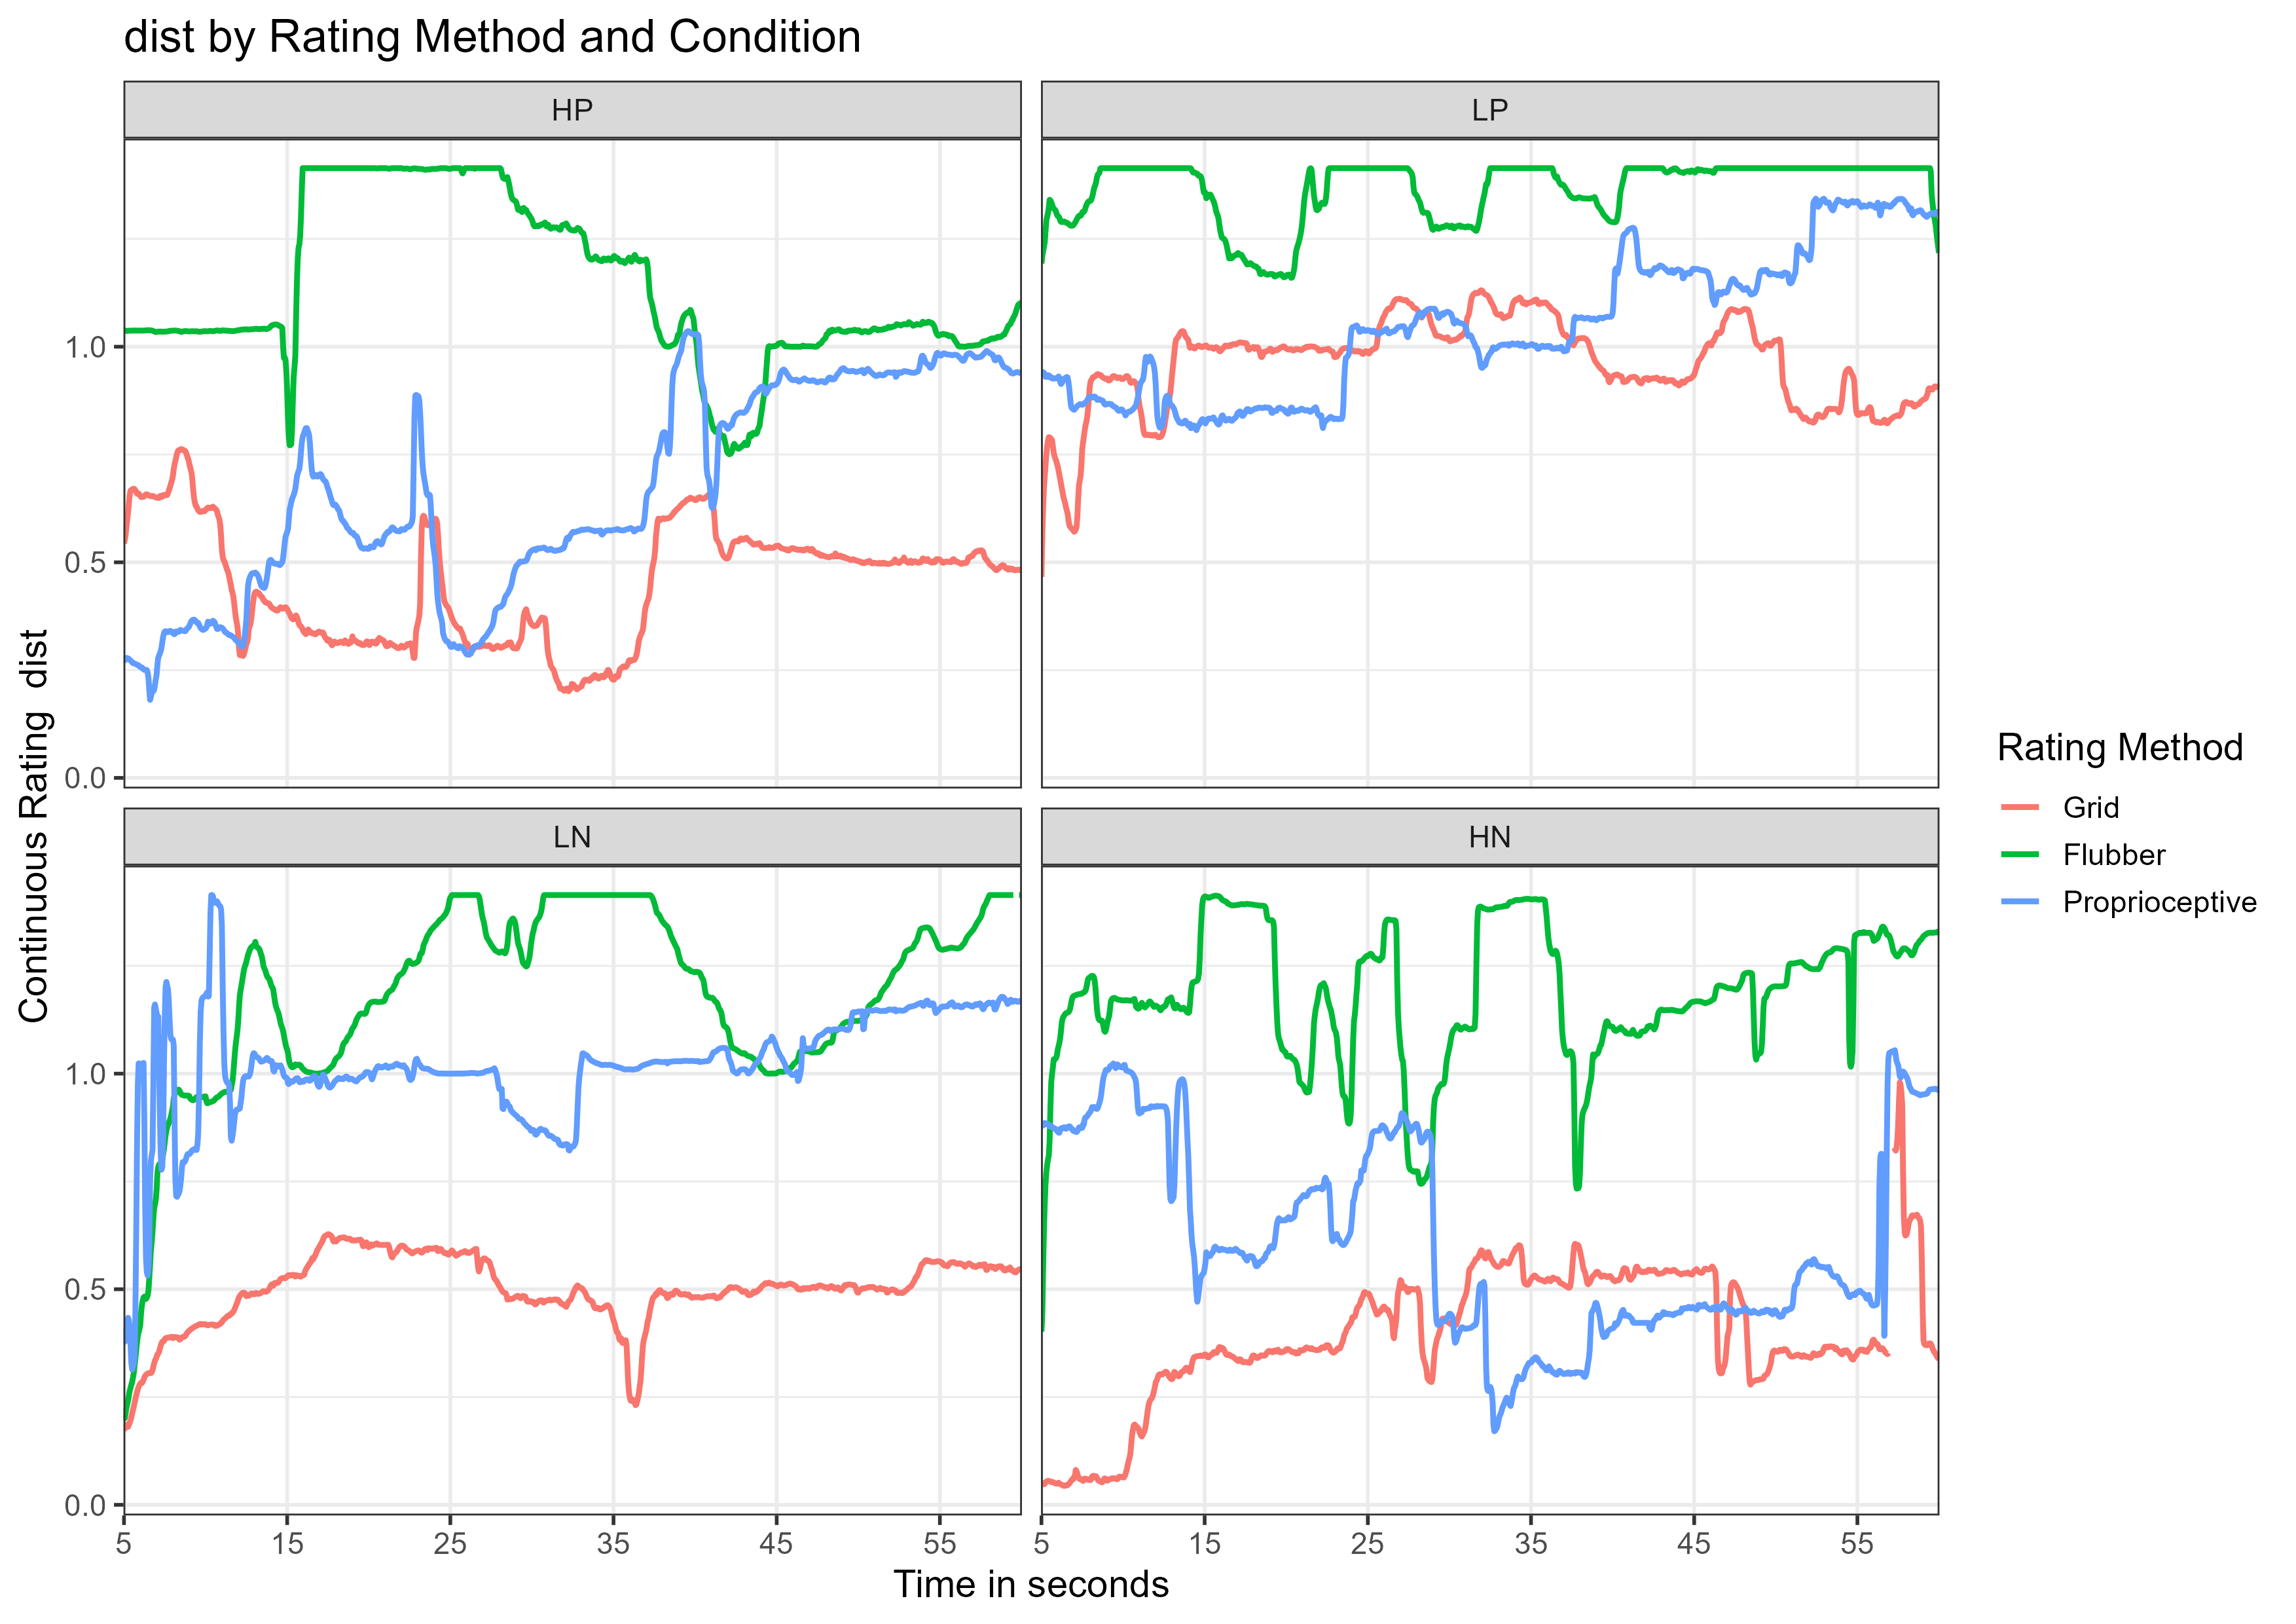 dist by Rating Method and Condition
HP
LP
1.0
0.5
0.0
LN
HN
1.0
0.5
0.0
5
15
25
35
45
55
5
15
25
35
45
55
Time in seconds
Continuous Rating  dist
Rating Method
Grid
Flubber
Proprioceptive